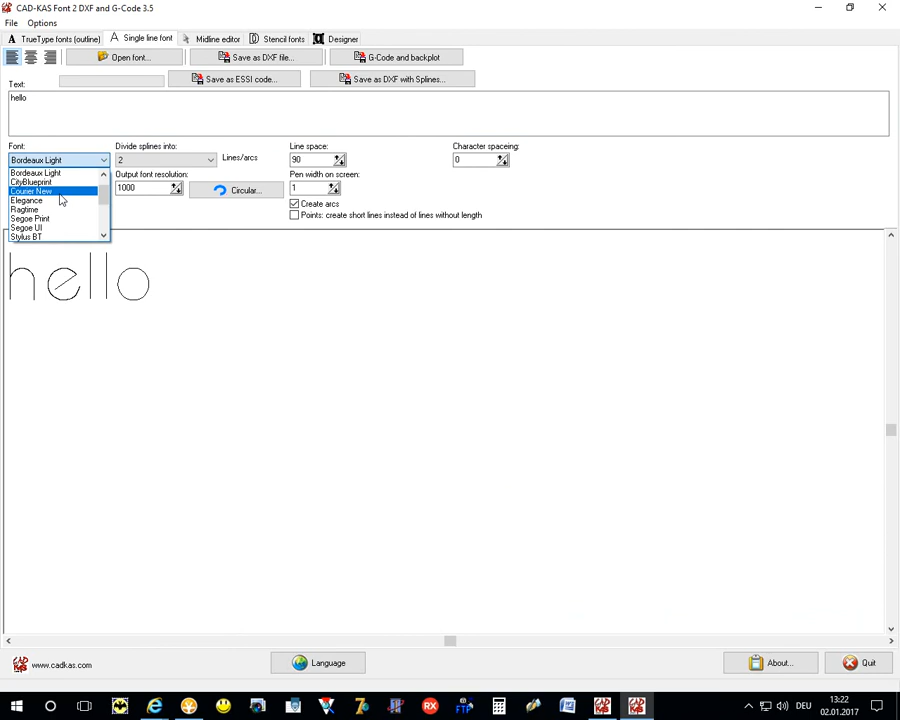 CAD-KAS Font 2 DXF and G-Code 3.5
File Options
TrueType fonts (outline) Single line font Midline editor Stencil fonts Designer
Open font... Save as DXF file... G-Code and backplot
Text: Save as ESSI code... Save as DXF with Splines...
hello
Font: Divide splines into: Line space: Character spaceing:
Bordeaux Light 2 Lines/arcs 90 0
Bordeaux Light Output font resolution: Pen width on screen:
CityBlueprint 1000 Circular... 1
Courier New
Elegance Create arcs
Ragtime Points: create short lines instead of lines without length
Segoe Print
Segoe UI
Stylus BT
hello
www.cadkas.com Language About... Quit
DEU 13:22
02.01.2017